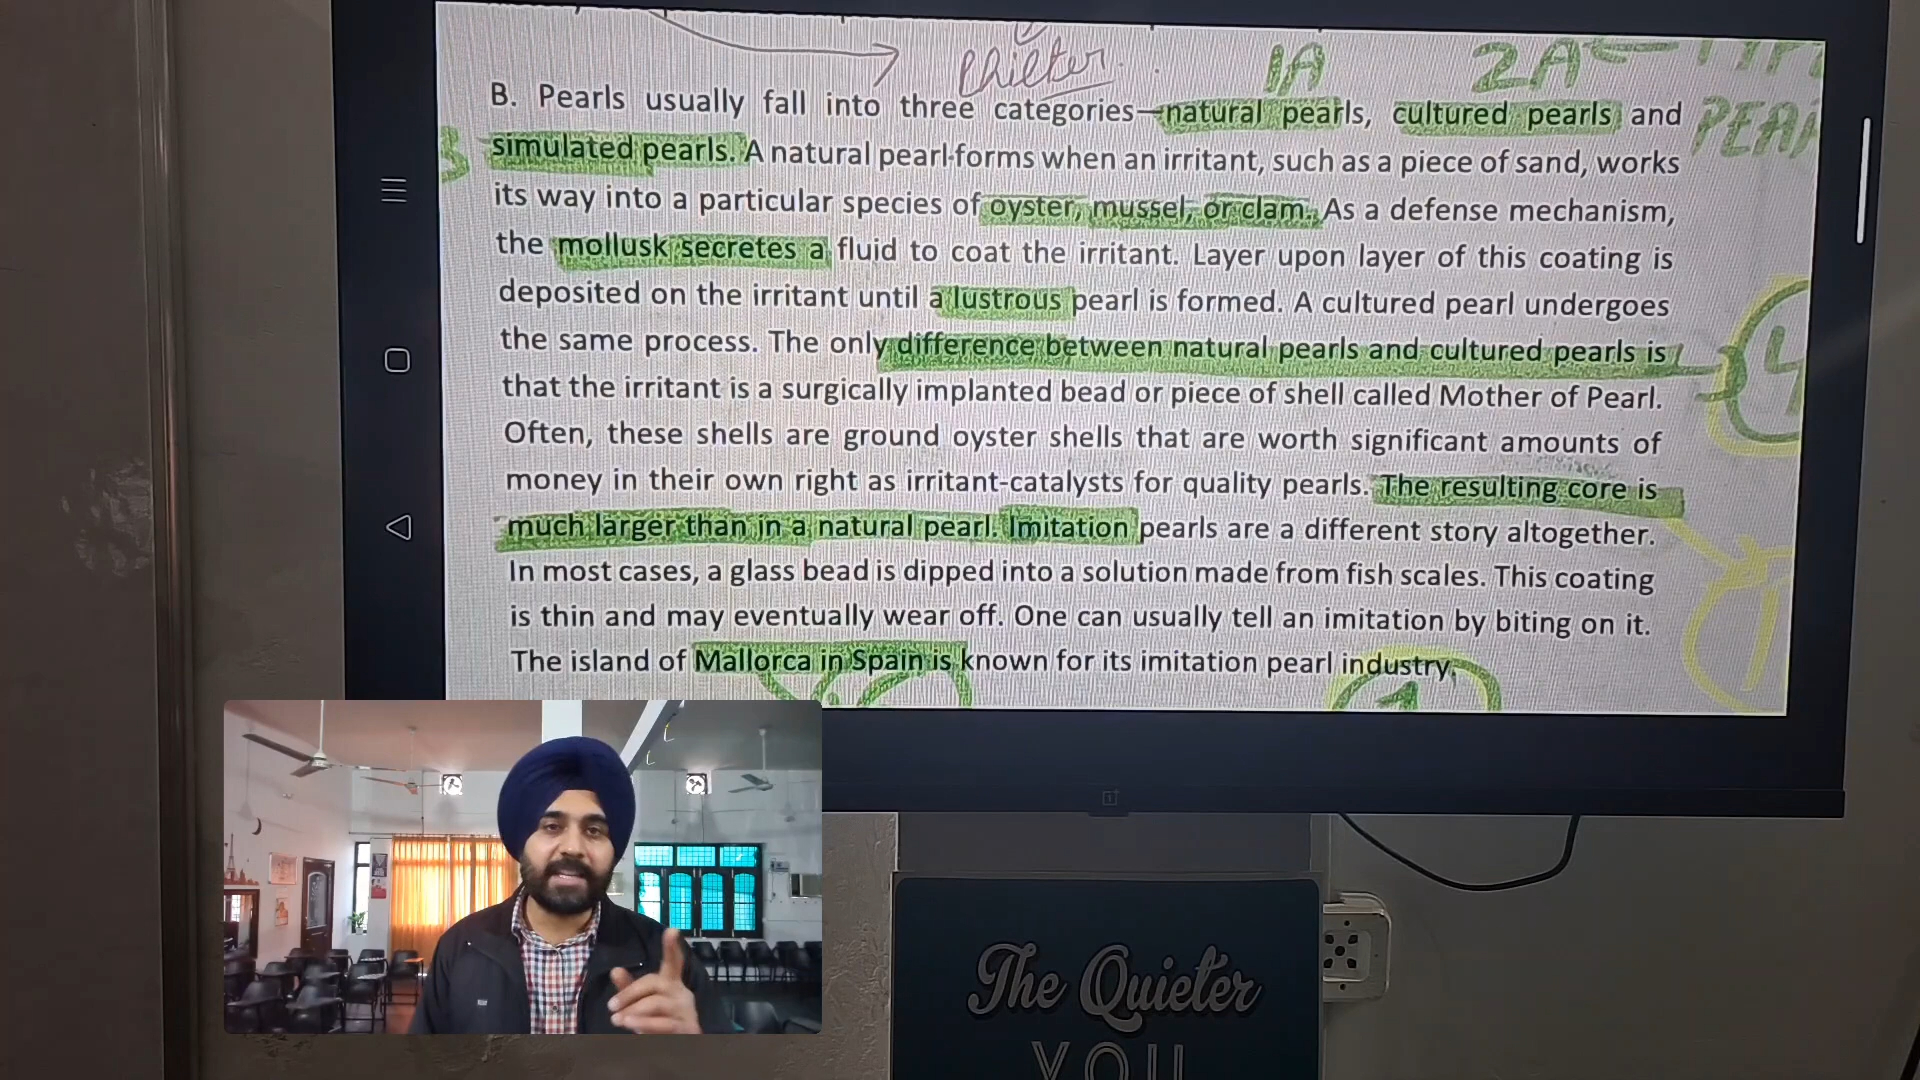 1A 2A
B. Pearls usually fall into three categories—natural pearls, cultured pearls and
simulated pearls. A natural pearl forms when an irritant, such as a piece of sand, works
its way into a particular species of oyster, mussel, or clam. As a defense mechanism,
the mollusk secretes a fluid to coat the irritant. Layer upon layer of this coating is
deposited on the irritant until a lustrous pearl is formed. A cultured pearl undergoes
the same process. The only difference between natural pearls and cultured pearls is
that the irritant is a surgically implanted bead or piece of shell called Mother of Pearl.
Often, these shells are ground oyster shells that are worth significant amounts of
money in their own right as irritant-catalysts for quality pearls. The resulting core is
much larger than in a natural pearl. Imitation pearls are a different story altogether.
In most cases, a glass bead is dipped into a solution made from fish scales. This coating
is thin and may eventually wear off. One can usually tell an imitation by biting on it.
The island of Mallorca in Spain is known for its imitation pearl industry.
The Quieter
YOU